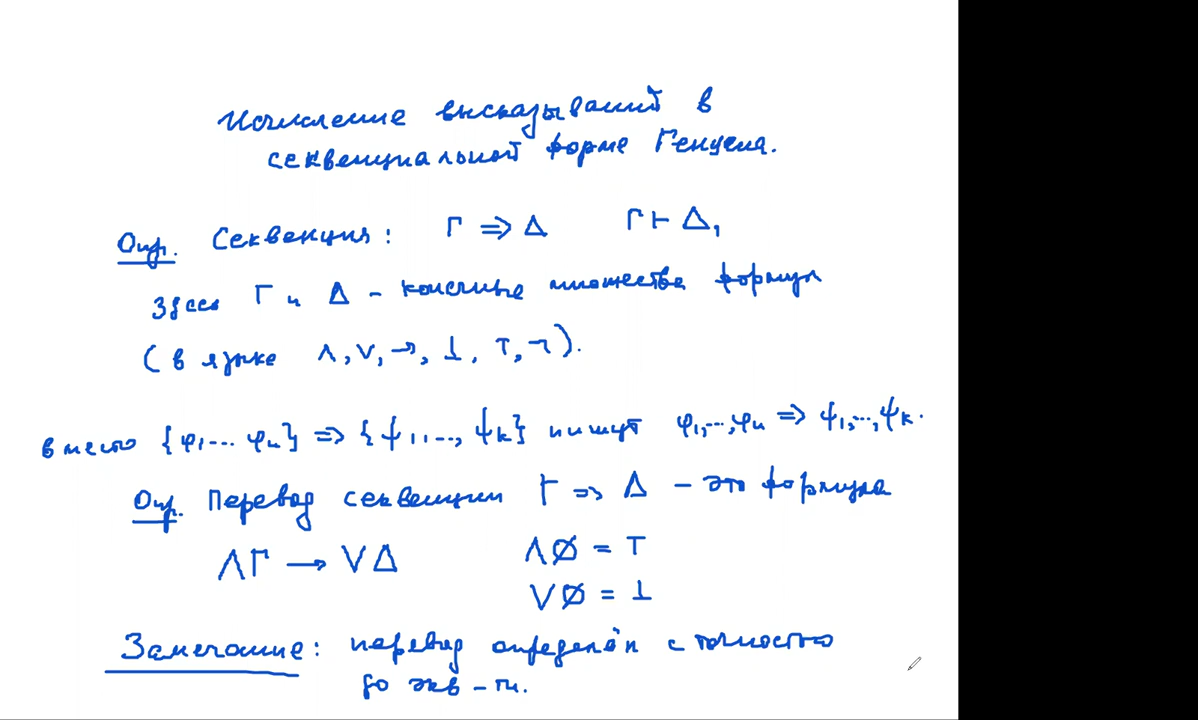 Исчисление высказываний в
секвенциальной форме Генцена.
Опр. Секвенция: Γ ⇒ Δ Γ ⊢ Δ,
Здесь Γ и Δ – конечные множества формул
(в языке ∧, ∨, →, ⊥, ⊤, ¬).
вместо {φ₁... φₙ} ⇒ {ψ₁,..., ψₖ} пишут φ₁,...,φₙ ⇒ ψ₁,...,ψₖ.
Опр. Перевод секвенции Γ ⇒ Δ – это формула
⋀Γ → ⋁Δ ⋀∅ = ⊤
⋁∅ = ⊥
Замечание: перевод определён с точностью
до экв-ти.